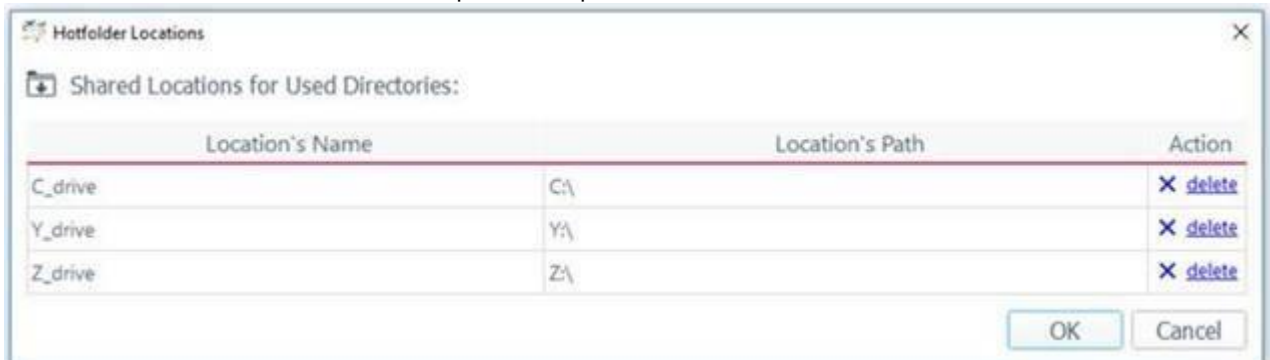 Hotfolder Locations
Shared Locations for Used Directories:
Location's Name Location's Path Action
C_drive C:\ delete
Y_drive Y:\ delete
Z_drive Z:\ delete
OK Cancel